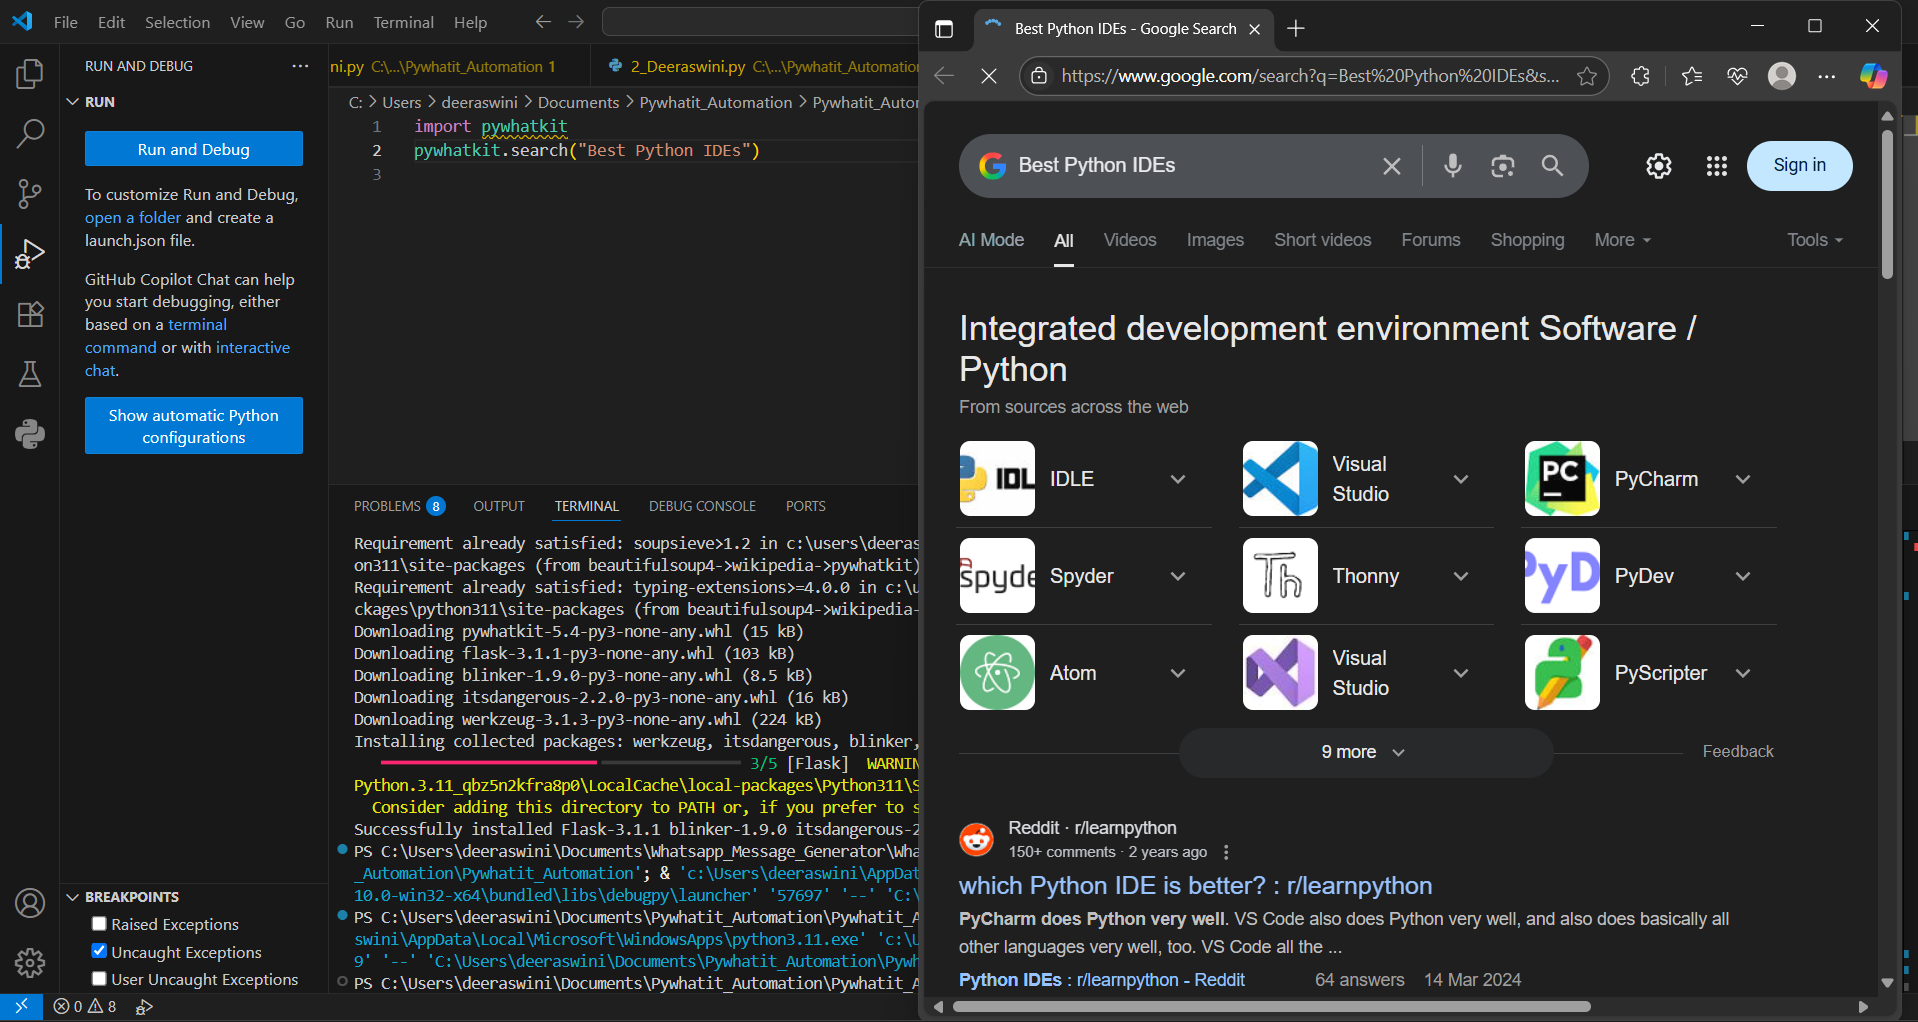 File Edit Selection View Go Run Terminal Help
RUN AND DEBUG
RUN
Run and Debug
To customize Run and Debug,
open a folder and create a
launch.json file.
GitHub Copilot Chat can help
you start debugging, either
based on a terminal
command or with interactive
chat.
Show automatic Python
configurations
BREAKPOINTS
Raised Exceptions
Uncaught Exceptions
User Uncaught Exceptions
0 8
ni.py C:\...\Pywhatit_Automation 1
2_Deeraswini.py C:\...\Pywhatit_Automation
C: > Users > deeraswini > Documents > Pywhatit_Automation > Pywhatit_Autor
1 import pywhatkit
2 pywhatkit.search("Best Python IDEs")
3
PROBLEMS 8 OUTPUT TERMINAL DEBUG CONSOLE PORTS
Requirement already satisfied: soupsieve>1.2 in c:\users\deeras
on311\site-packages (from beautifulsoup4->wikipedia->pywhatkit)
Requirement already satisfied: typing-extensions>=4.0.0 in c:\u
ckages\python311\site-packages (from beautifulsoup4->wikipedia-
Downloading pywhatkit-5.4-py3-none-any.whl (15 kB)
Downloading flask-3.1.1-py3-none-any.whl (103 kB)
Downloading blinker-1.9.0-py3-none-any.whl (8.5 kB)
Downloading itsdangerous-2.2.0-py3-none-any.whl (16 kB)
Downloading werkzeug-3.1.3-py3-none-any.whl (224 kB)
Installing collected packages: werkzeug, itsdangerous, blinker,
3/5 [Flask] WARNIN
Python.3.11_qbz5n2kfra8p0\LocalCache\local-packages\Python311\S
Consider adding this directory to PATH or, if you prefer to s
Successfully installed Flask-3.1.1 blinker-1.9.0 itsdangerous-2
PS C:\Users\deeraswini\Documents\Whatsapp_Message_Generator\Wha
_Automation\Pywhatit_Automation'; & 'c:\Users\deeraswini\AppDat
10.0-win32-x64\bundled\libs\debugpy\launcher' '57697' '--' 'C:\
PS C:\Users\deeraswini\Documents\Pywhatit_Automation\Pywhatit_A
swini\AppData\Local\Microsoft\WindowsApps\python3.11.exe' 'c:\U
9' '--' 'C:\Users\deeraswini\Documents\Pywhatit_Automation\Pywh
PS C:\Users\deeraswini\Documents\Pywhatit_Automation\Pywhatit_A
Best Python IDEs - Google Search
https://www.google.com/search?q=Best%20Python%20IDEs&s...
Best Python IDEs
Sign in
AI Mode All Videos Images Short videos Forums Shopping More Tools
Integrated development environment Software /
Python
From sources across the web
IDL IDLE
Visual
Studio
PC PyCharm
spyde Spyder
Th Thonny
PyD PyDev
Atom
Visual
Studio
PyScripter
9 more
Feedback
Reddit · r/learnpython
150+ comments · 2 years ago
which Python IDE is better? : r/learnpython
PyCharm does Python very well. VS Code also does Python very well, and also does basically all
other languages very well, too. VS Code all the ...
Python IDEs : r/learnpython - Reddit 64 answers 14 Mar 2024